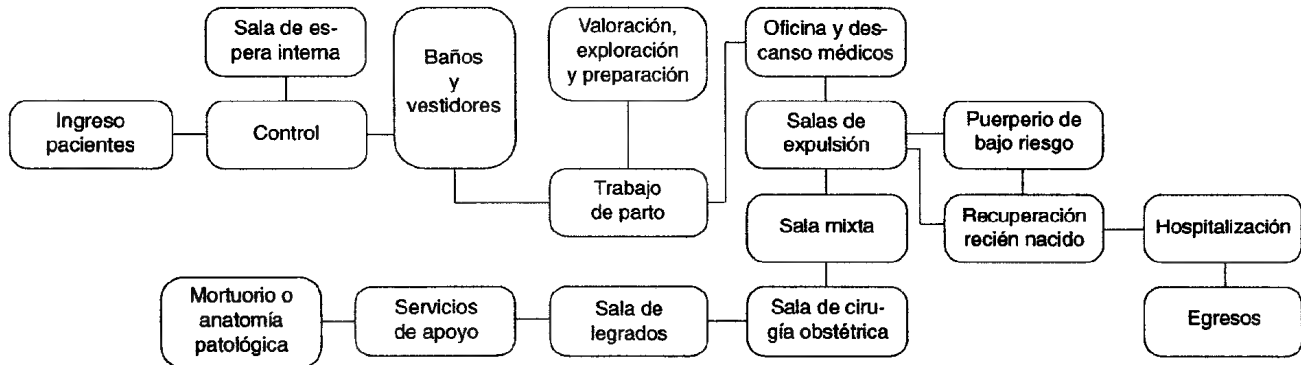 Sala de es-
pera interna
Baños
y
vestidores
Valoración,
exploración
y preparación
Oficina y des-
canso médicos
Ingreso
pacientes
Control
Salas de
expulsión
Puerperio de
bajo riesgo
Trabajo
de parto
Sala mixta
Recuperación
recién nacido
Hospitalización
Mortuorio o
anatomía
patológica
Servicios
de apoyo
Sala de
legrados
Sala de ciru-
gía obstétrica
Egresos